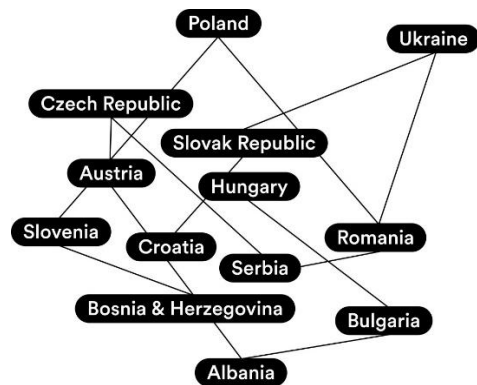 Poland
Ukraine
Czech Republic
Slovak Republic
Austria
Hungary
Slovenia
Croatia
Romania
Serbia
Bosnia & Herzegovina
Bulgaria
Albania